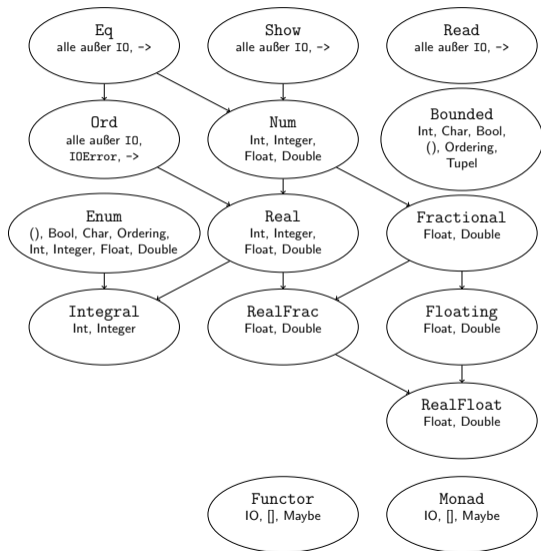 Eq
alle außer IO, ->
Show
alle außer IO, ->
Read
alle außer IO, ->
Ord
alle außer IO,
IOError, ->
Num
Int, Integer,
Float, Double
Bounded
Int, Char, Bool,
(), Ordering,
Tupel
Enum
(), Bool, Char, Ordering,
Int, Integer, Float, Double
Real
Int, Integer,
Float, Double
Fractional
Float, Double
Integral
Int, Integer
RealFrac
Float, Double
Floating
Float, Double
RealFloat
Float, Double
Functor
IO, [], Maybe
Monad
IO, [], Maybe